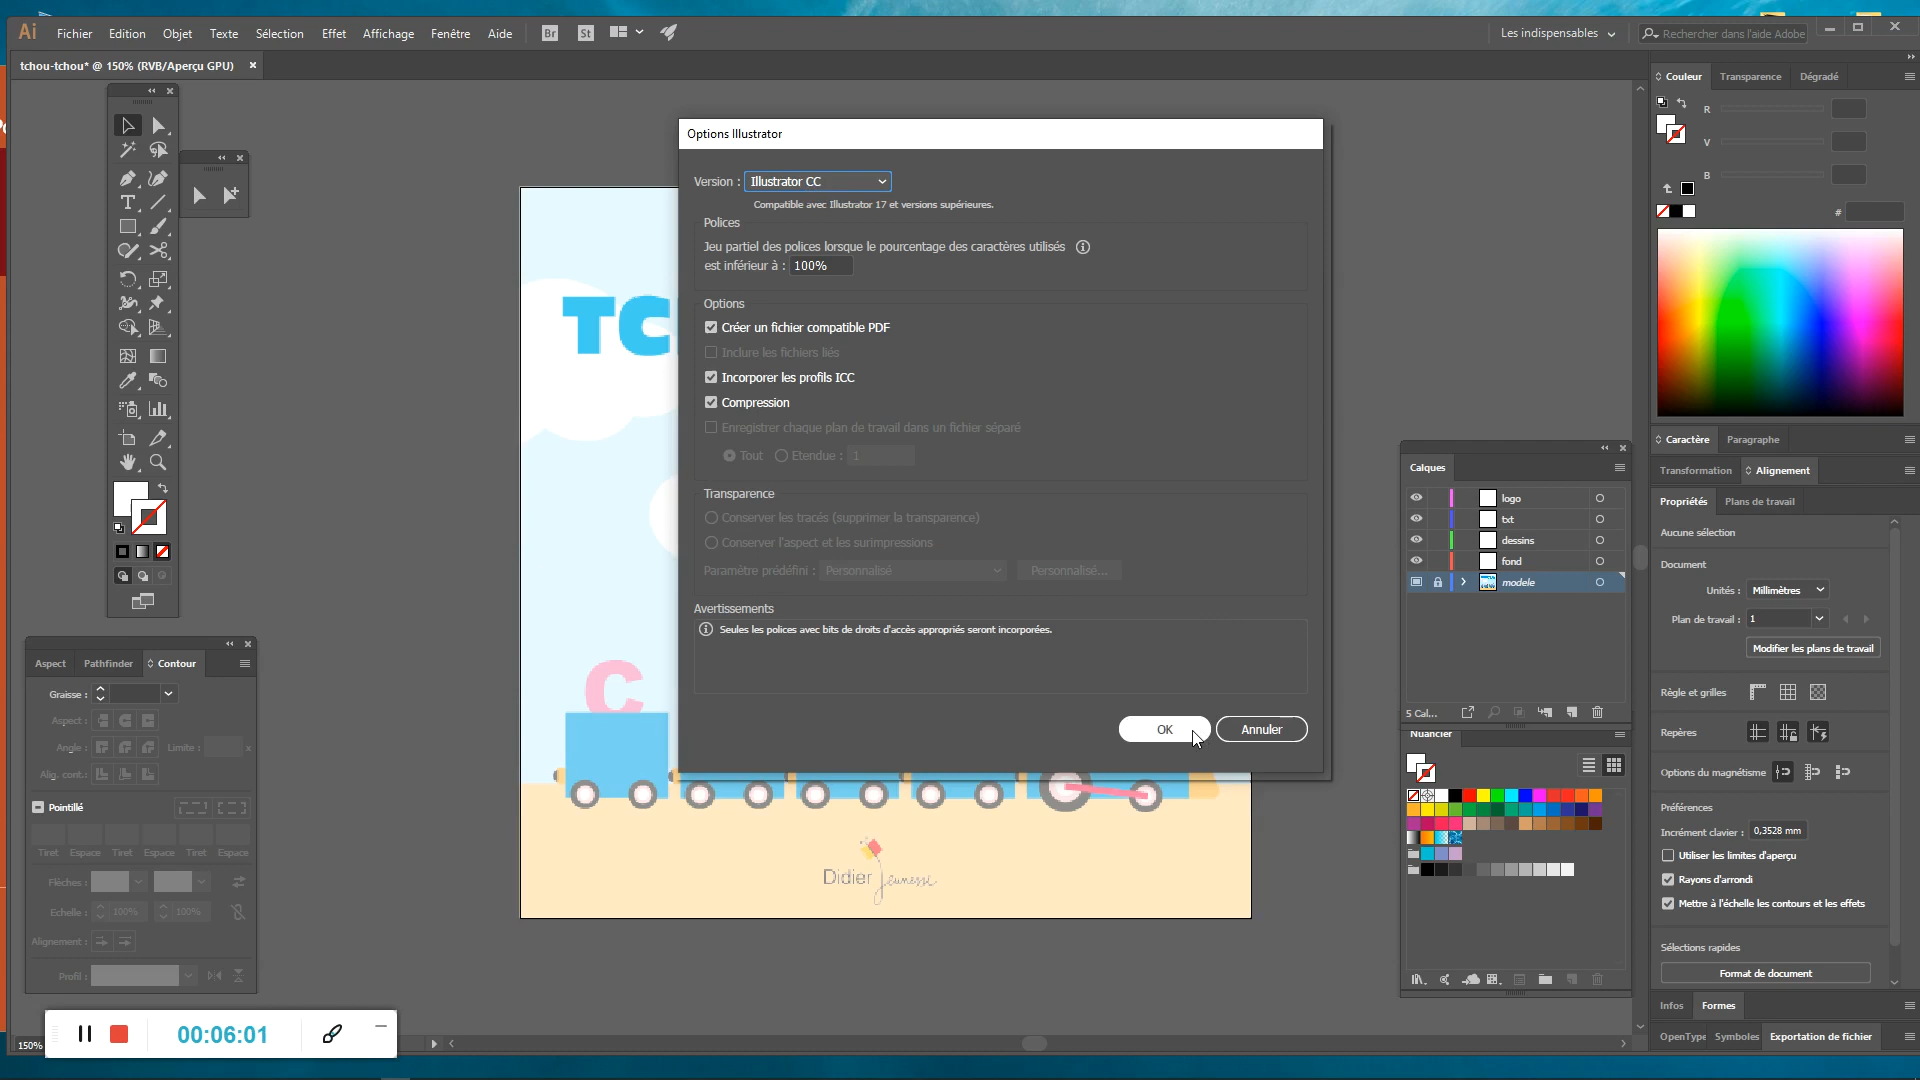 Ai Fichier Edition Objet Texte Sélection Effet Affichage Fenêtre Aide Br St
Les indispensables
Rechercher dans l'aide Adobe
tchou-tchou* @ 150% (RVB/Aperçu GPU)
Options Illustrator
Version : Illustrator CC
Compatible avec Illustrator 17 et versions supérieures.
Polices
Jeu partiel des polices lorsque le pourcentage des caractères utilisés
est inférieur à : 100%
Options
Créer un fichier compatible PDF
Inclure les fichiers liés
Incorporer les profils ICC
Compression
Enregistrer chaque plan de travail dans un fichier séparé
Tout Etendue : 1
Transparence
Conserver les tracés (supprimer la transparence)
Conserver l'aspect et les surimpressions
Paramètre prédéfini : Personnalisé Personnalisé...
Avertissements
Seules les polices avec bits de droits d'accès appropriés seront incorporées.
OK Annuler
TC
C
Didier Jeunesse
Aspect Pathfinder Contour
Graisse :
Aspect :
Angle : Limite : x
Alig. cont.:
Pointillé
Tiret Espace Tiret Espace Tiret Espace
Flèches :
Echelle : 100% 100%
Alignement :
Profil :
00:06:01
150%
Calques
logo
txt
dessins
fond
modele
5 Cal...
Nuancier
Couleur Transparence Dégradé
R
V
B
#
Caractère Paragraphe
Transformation Alignement
Propriétés Plans de travail
Aucune sélection
Document
Unités : Millimètres
Plan de travail : 1
Modifier les plans de travail
Règle et grilles
Repères
Options du magnétisme
Préférences
Incrément clavier : 0,3528 mm
Utiliser les limites d'aperçu
Rayons d'arrondi
Mettre à l'échelle les contours et les effets
Sélections rapides
Format de document
Infos Formes
OpenType Symboles Exportation de fichier